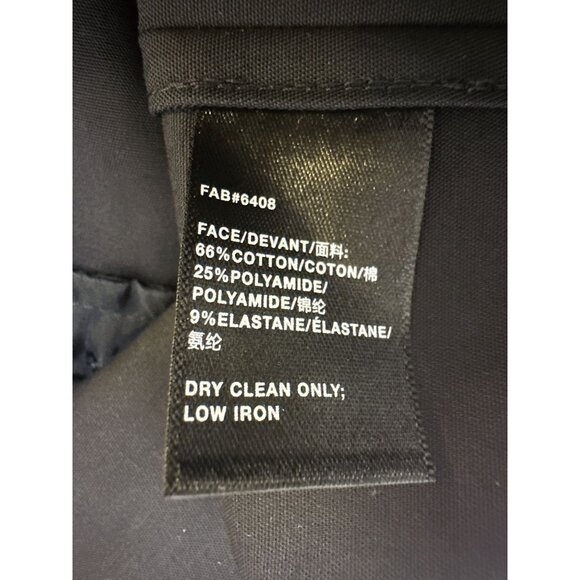 FAB#6408
FACE/DEVANT/面料:
66%COTTON/COTON/棉
25%POLYAMIDE/
POLYAMIDE/锦纶
9%ELASTANE/ÉLASTANE/
氨纶
DRY CLEAN ONLY;
LOW IRON